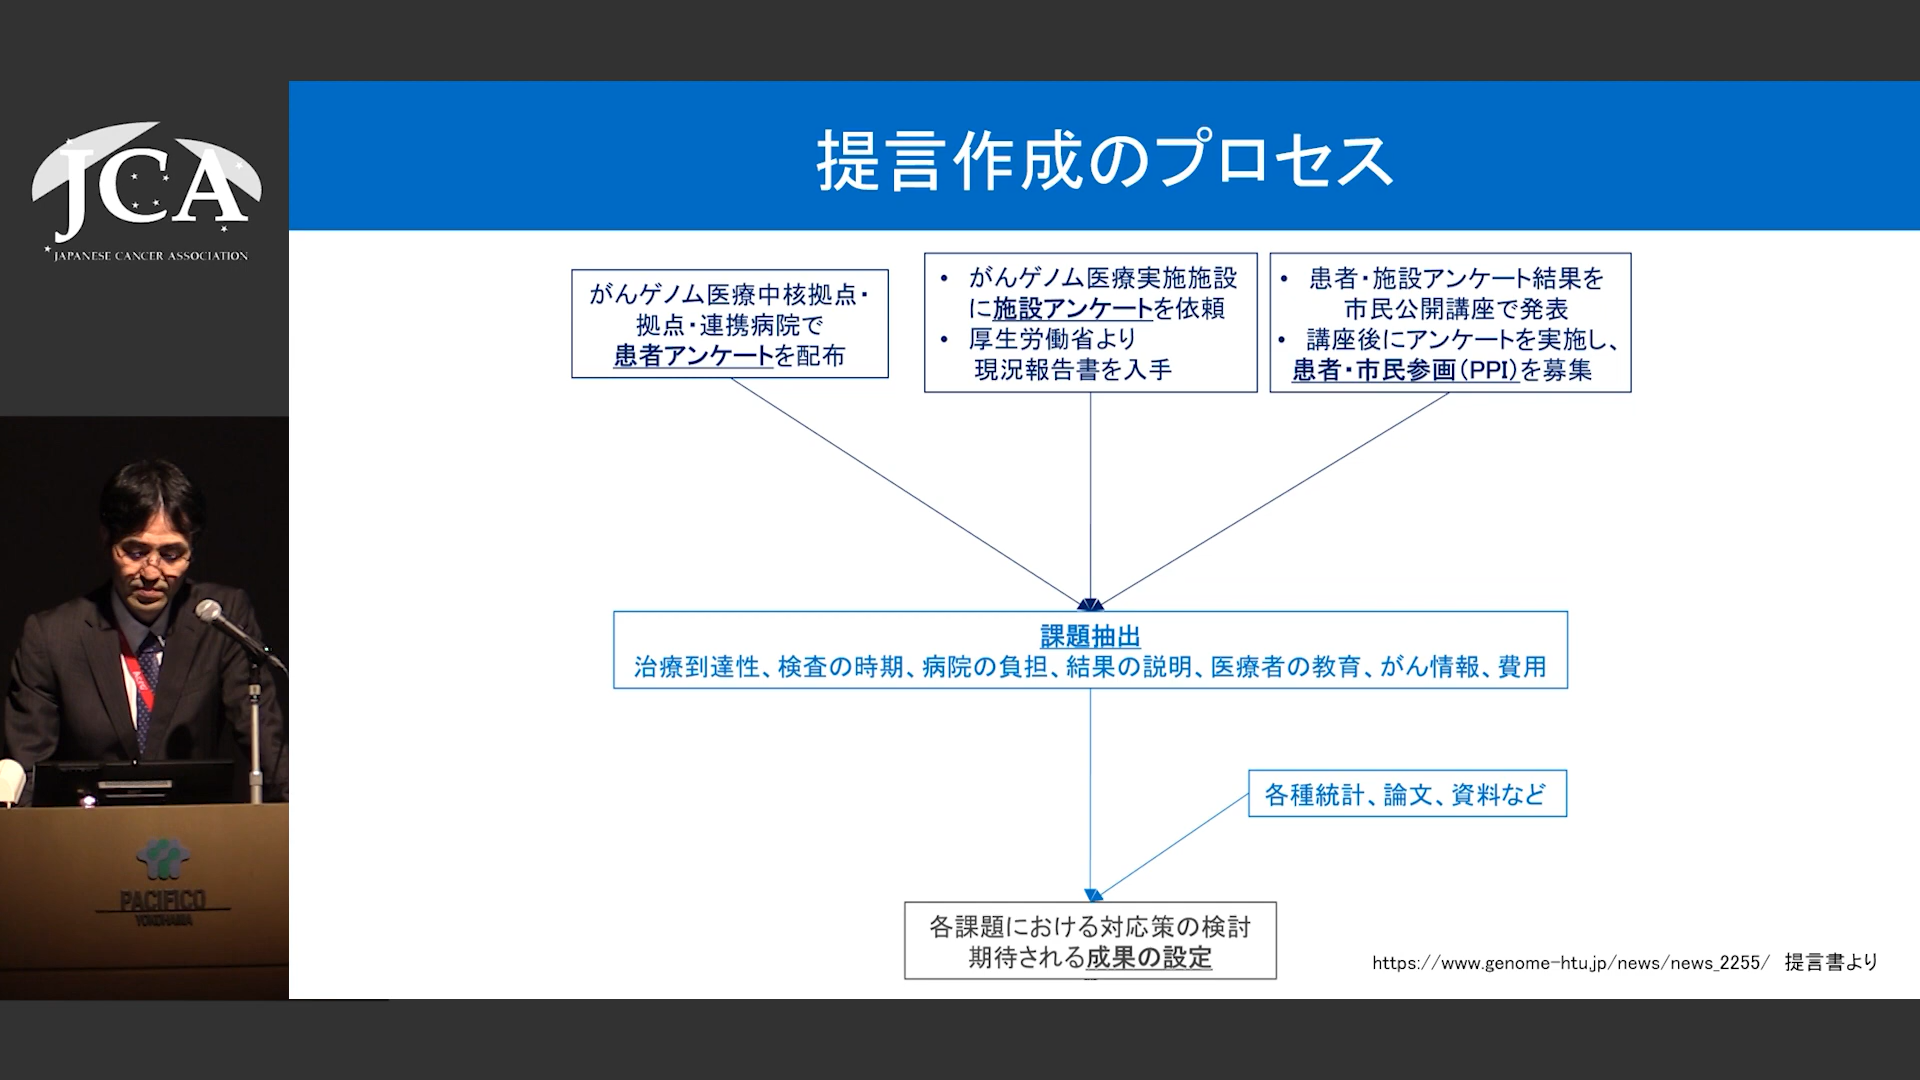 JCA
JAPANESE CANCER ASSOCIATION
提言作成のプロセス
がんゲノム医療中核拠点・
拠点・連携病院で
患者アンケートを配布
• がんゲノム医療実施施設
に施設アンケートを依頼
• 厚生労働省より
現況報告書を入手
• 患者・施設アンケート結果を
市民公開講座で発表
• 講座後にアンケートを実施し、
患者・市民参画（PPI）を募集
課題抽出
治療到達性、検査の時期、病院の負担、結果の説明、医療者の教育、がん情報、費用
各種統計、論文、資料など
各課題における対応策の検討
期待される成果の設定
https://www.genome-htu.jp/news/news_2255/ 提言書より
PACIFICO
YOKOHAMA